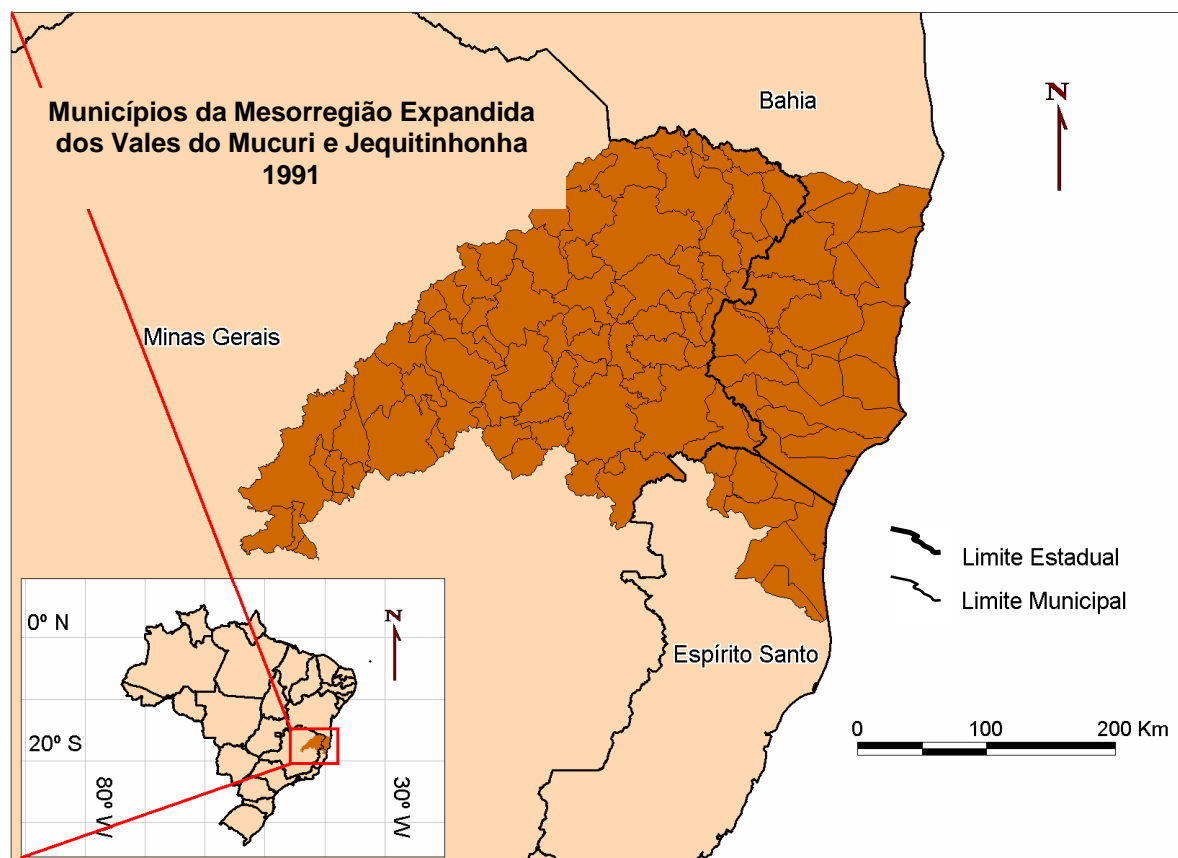 Municípios da Mesorregião Expandida
dos Vales do Mucuri e Jequitinhonha
1991
Bahia
N
Minas Gerais
Limite Estadual
Limite Municipal
Espírito Santo
0 100 200 Km
N
0º N
20º S
80º W
30º W